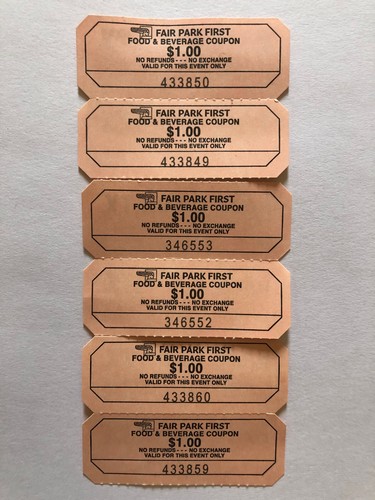 FAIR PARK FIRST
FOOD & BEVERAGE COUPON
$1.00
NO REFUNDS - - - NO EXCHANGE
VALID FOR THIS EVENT ONLY
433850
FAIR PARK FIRST
FOOD & BEVERAGE COUPON
$1.00
NO REFUNDS - - - NO EXCHANGE
VALID FOR THIS EVENT ONLY
433849
FAIR PARK FIRST
FOOD & BEVERAGE COUPON
$1.00
NO REFUNDS - - - NO EXCHANGE
VALID FOR THIS EVENT ONLY
346553
FAIR PARK FIRST
FOOD & BEVERAGE COUPON
$1.00
NO REFUNDS - - - NO EXCHANGE
VALID FOR THIS EVENT ONLY
346552
FAIR PARK FIRST
FOOD & BEVERAGE COUPON
$1.00
NO REFUNDS - - - NO EXCHANGE
VALID FOR THIS EVENT ONLY
433860
FAIR PARK FIRST
FOOD & BEVERAGE COUPON
$1.00
NO REFUNDS - - - NO EXCHANGE
VALID FOR THIS EVENT ONLY
433859